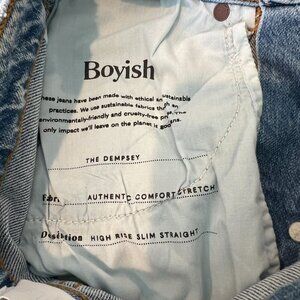 Boyish
these jeans have been made with ethical an sustainable
practices. We use sustainable fabrics that
environmentally-friendly and cruelty-free
only impact we'll leave on the planet is
THE DEMPSEY
AUTHENTIC COMFORT STRETCH
HIGH RISE SLIM STRAIGHT